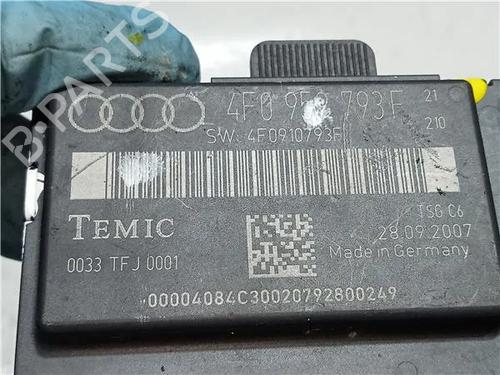 4F0 959 793F 21
SW. 4F0910793F 210
TEMIC
TSG C6
28.09.2007
0033 TFJ 0001
Made in Germany
00004084C30020792800249
B-PARTS